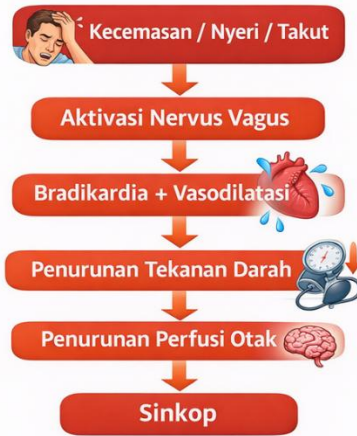 Kecemasan / Nyeri / Takut
Aktivasi Nervus Vagus
Bradikardia + Vasodilatasi
Penurunan Tekanan Darah
Penurunan Perfusi Otak
Sinkop